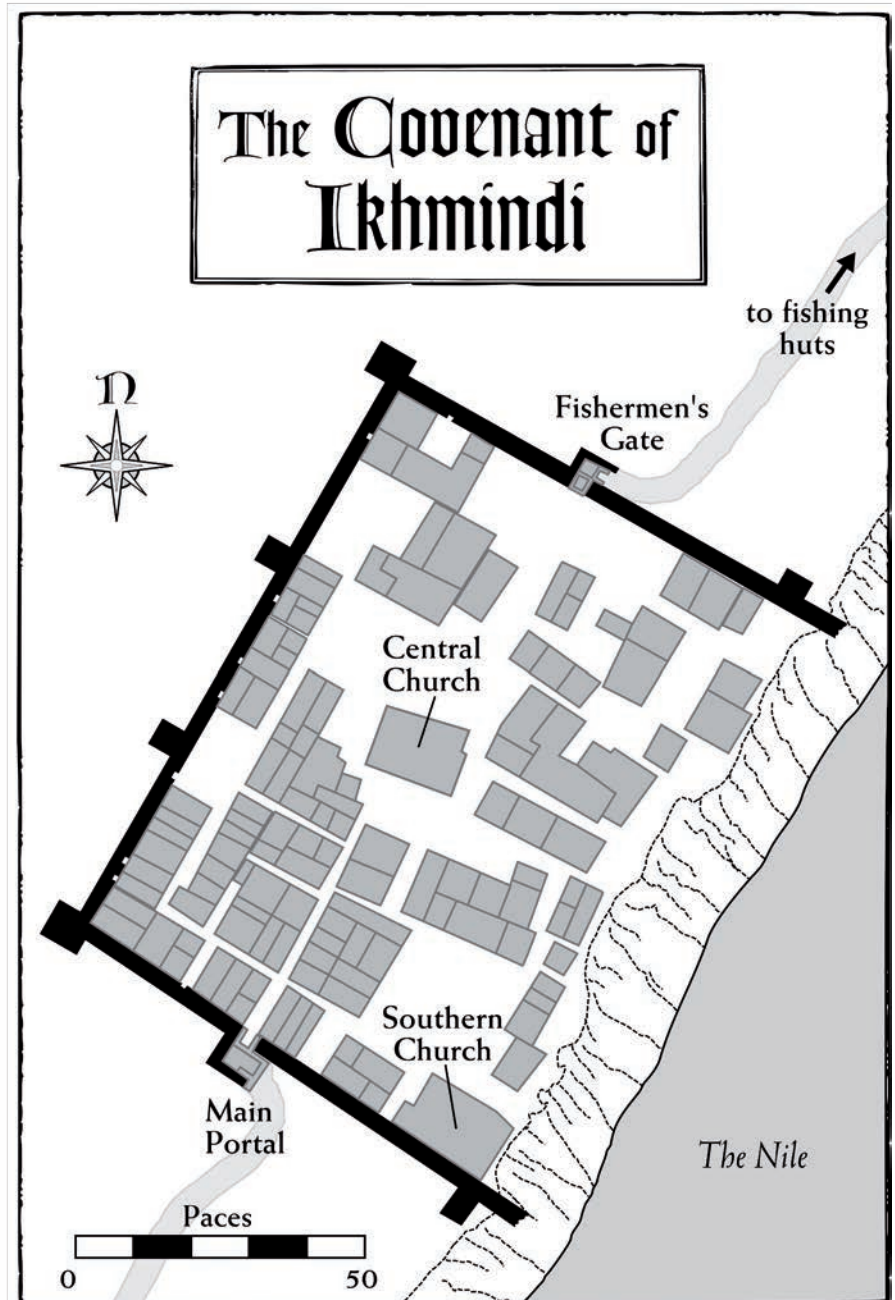 The Covenant of
Ikhmindi
to fishing
huts
Fishermen's
Gate
N
Central
Church
Southern
Church
Main
Portal
The Nile
Paces
0
50